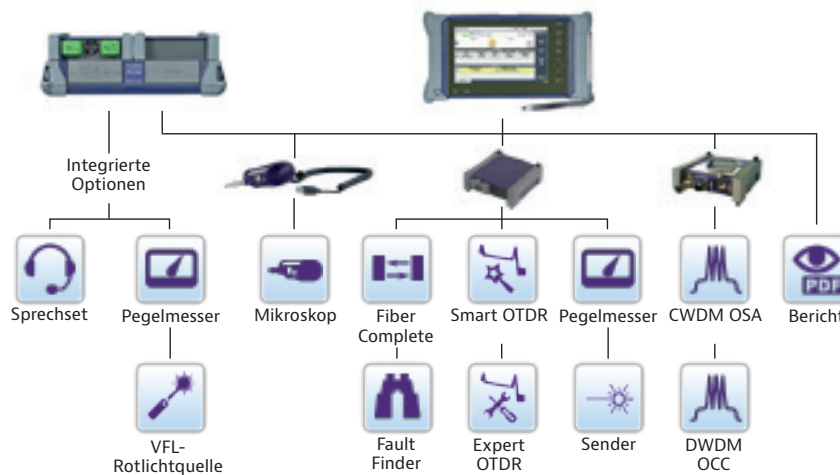 Integrierte
Optionen
Sprechset
Pegelmesser
Mikroskop
Fiber
Complete
Smart OTDR
Pegelmesser
CWDM OSA
PDF
Bericht
VFL-
Rotlichtquelle
Fault
Finder
Expert
OTDR
Sender
DWDM
OCC